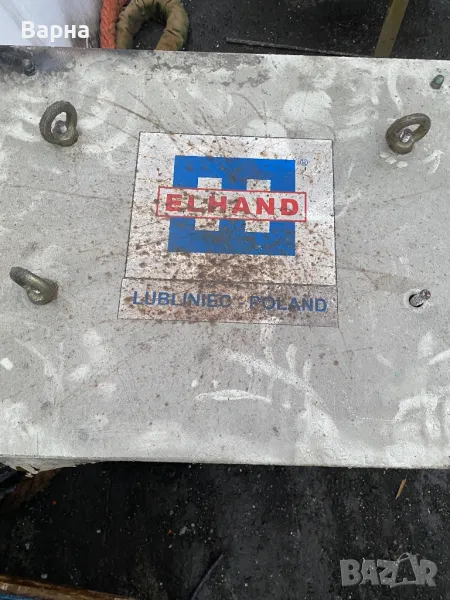 Варна
ELHAND
®
LUBLINIEC - POLAND
BAZAR